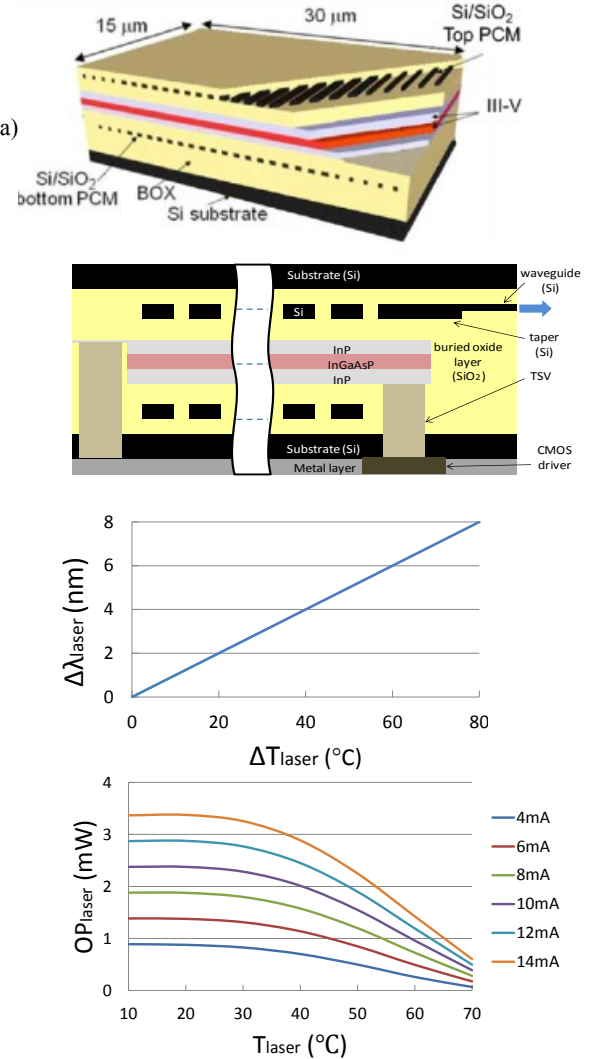 15 μm
30 μm
Si/SiO2
Top PCM
III-V
a)
Si/SiO2
bottom PCM
BOX
Si substrate
Substrate (Si)
waveguide
(Si)
Si
taper
(Si)
InP
buried oxide
layer
(SiO2)
InGaAsP
TSV
InP
Substrate (Si)
Metal layer
CMOS
driver
8
6
4
2
0
Δλlaser (nm)
0 20 40 60 80
ΔTlaser (°C)
4
3
2
1
0
OPlaser (mW)
4mA
6mA
8mA
10mA
12mA
14mA
10 20 30 40 50 60 70
Tlaser (°C)